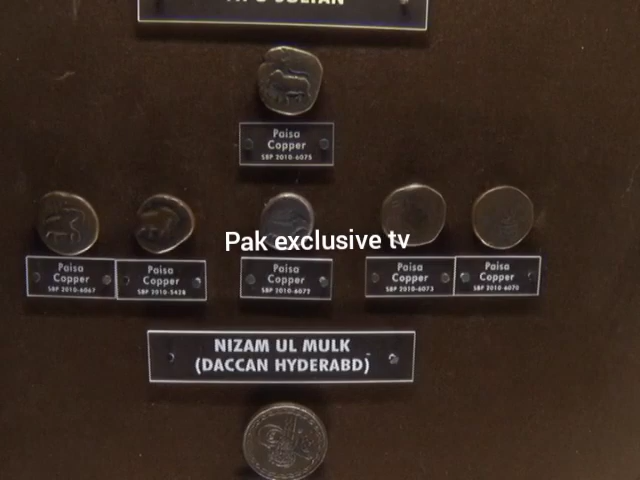 SULTAN
Paisa
Copper
SBP 2010-6075
Pak exclusive tv
Paisa
Copper
SBP 2010-6067
Paisa
Copper
SBP 2010-5428
Paisa
Copper
SBP 2010-6072
Paisa
Copper
SBP 2010-6073
Paisa
Copper
SBP 2010-6070
NIZAM UL MULK
(DACCAN HYDERABD)